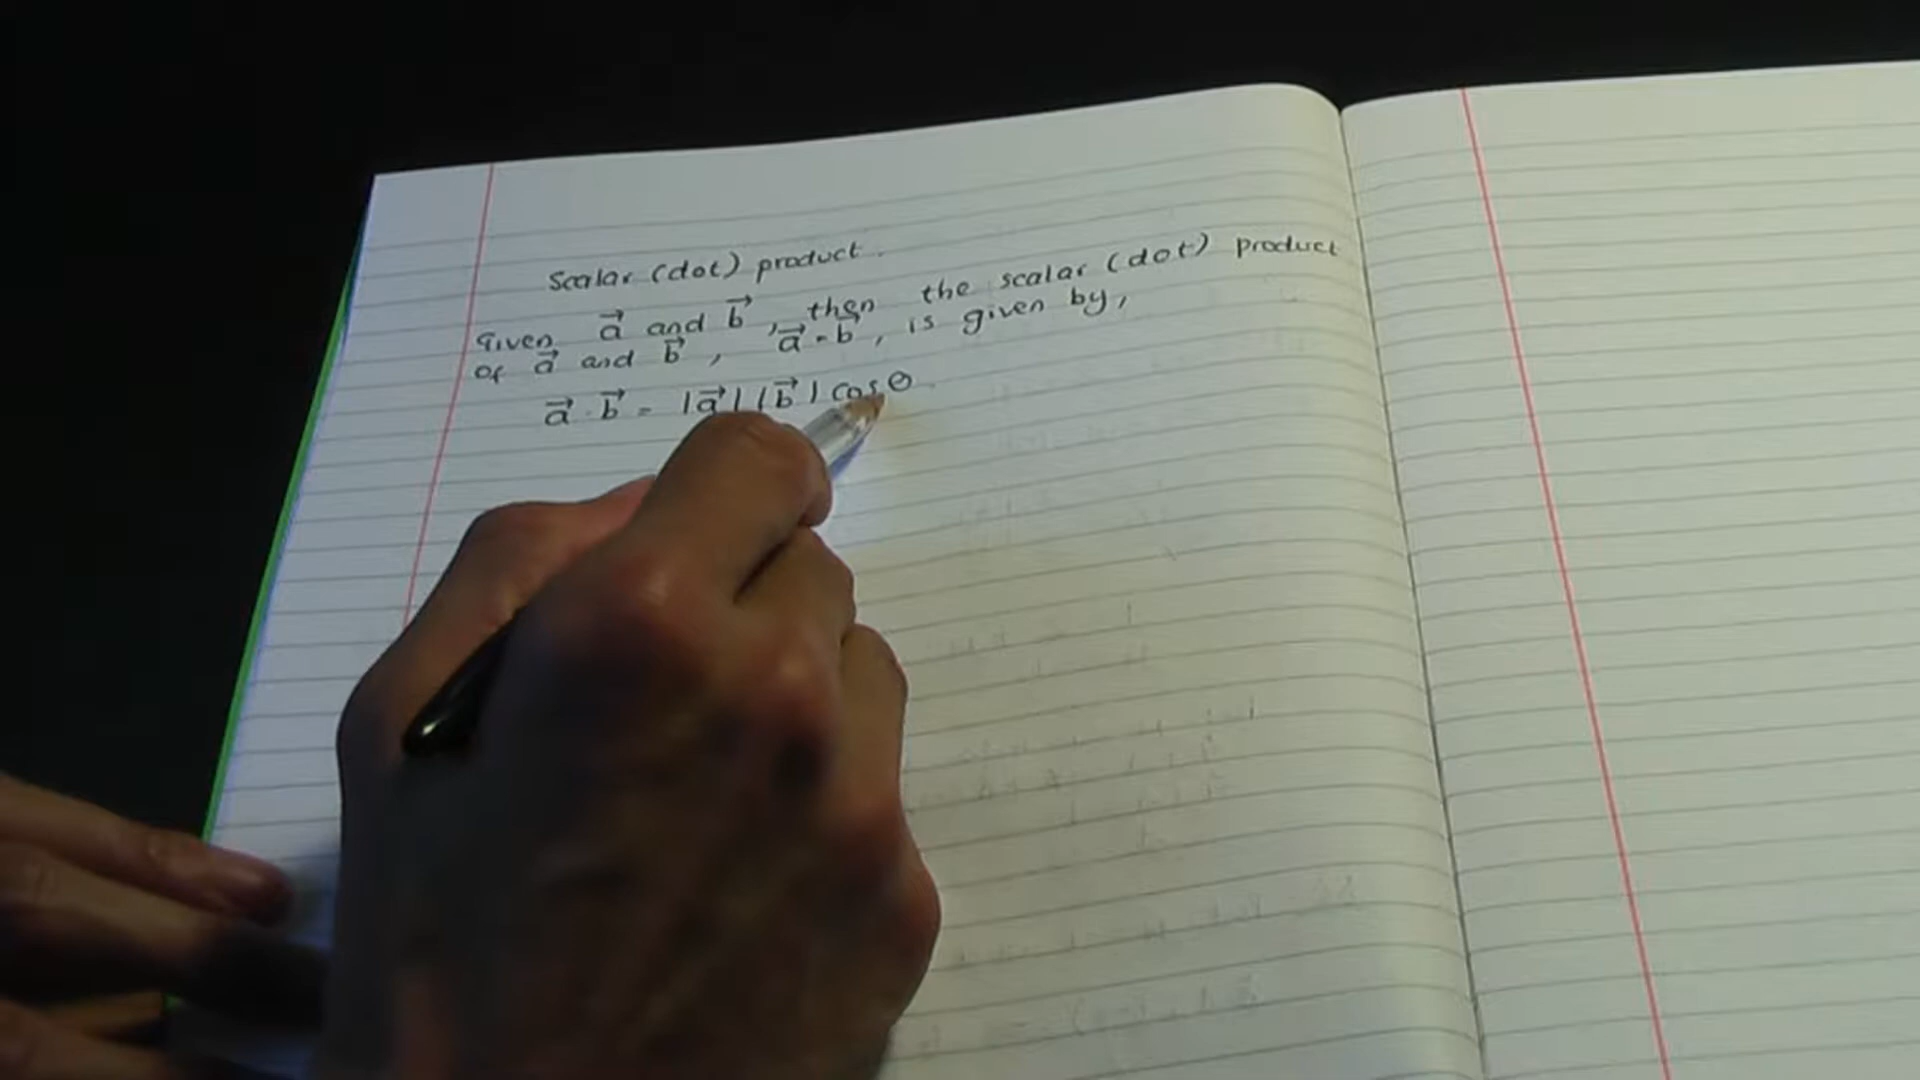 Scalar (dot) product.
Given a⃗ and b⃗, then the scalar (dot) product
of a⃗ and b⃗, a⃗·b⃗, is given by,
a⃗·b⃗ = |a⃗||b⃗| cosθ